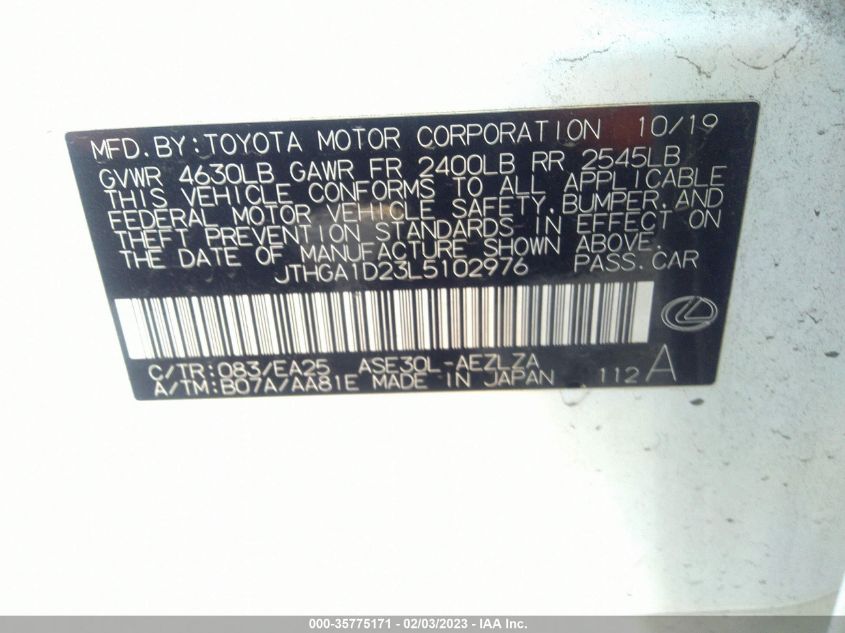 MFD.BY:TOYOTA MOTOR CORPORATION 10/19
GVWR 4630LB GAWR FR 2400LB RR 2545LB
THIS VEHICLE CONFORMS TO ALL APPLICABLE
FEDERAL MOTOR VEHICLE SAFETY,BUMPER,AND
THEFT PREVENTION STANDARDS IN EFFECT ON
THE DATE OF MANUFACTURE SHOWN ABOVE.
JTHGA1D23L5102976 PASS.CAR
C/TR:083/EA25 ASE30L-AEZLZA
A/TM:B07A/AA81E MADE IN JAPAN 112A
000-35775171 - 02/03/2023 - IAA Inc.